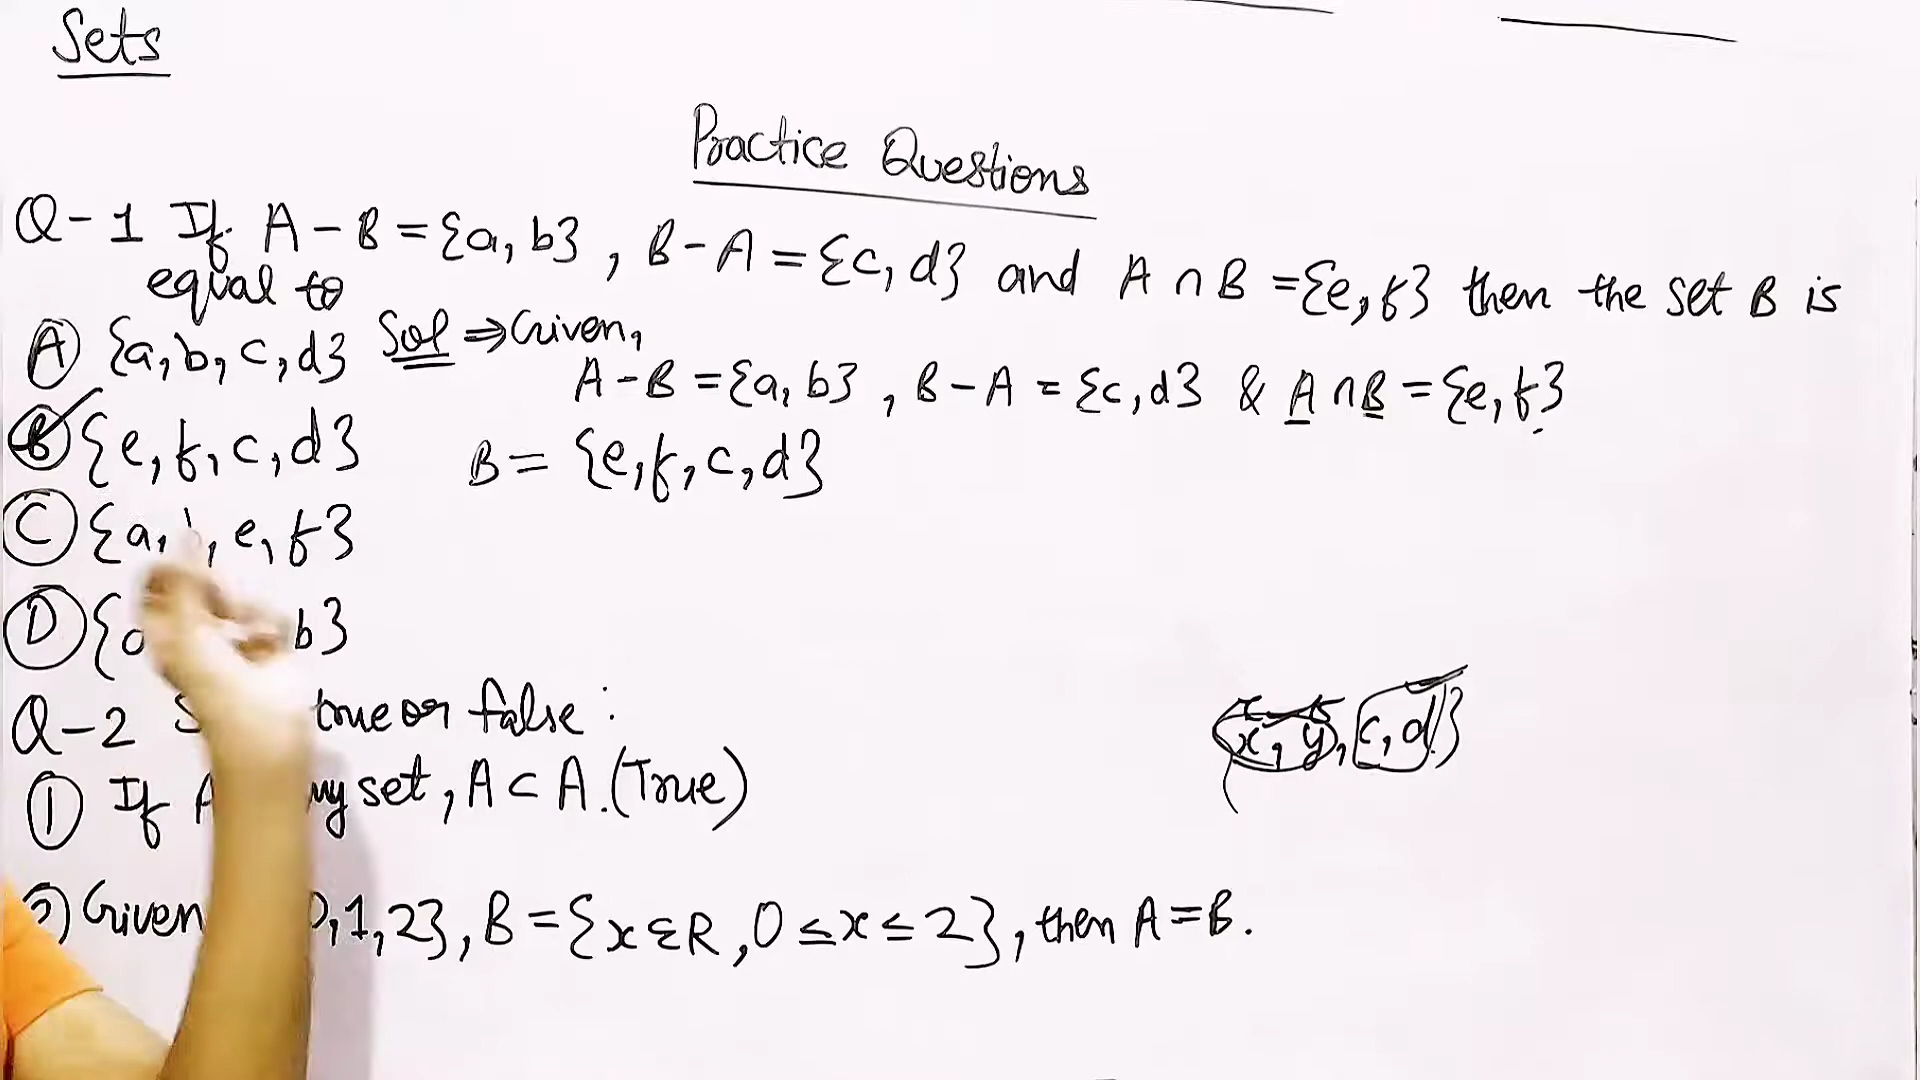 Sets
Practice Questions
Q-1 If A-B={a, b}, B-A={c, d} and A∩B={e, f} then the set B is
equal to
Ⓐ {a, b, c, d}
Sol ⇒ Given,
A-B={a, b}, B-A={c, d} & A∩B={e, f}
Ⓑ {e, f, c, d}
B={e, f, c, d}
Ⓒ {a, , e, f}
Ⓓ { b}
Q-2 true or false:
① If A set, A⊂A. (True)
② Given ,1,2}, B={x∈R, 0≤x≤2}, then A=B.
x, y, c, d}